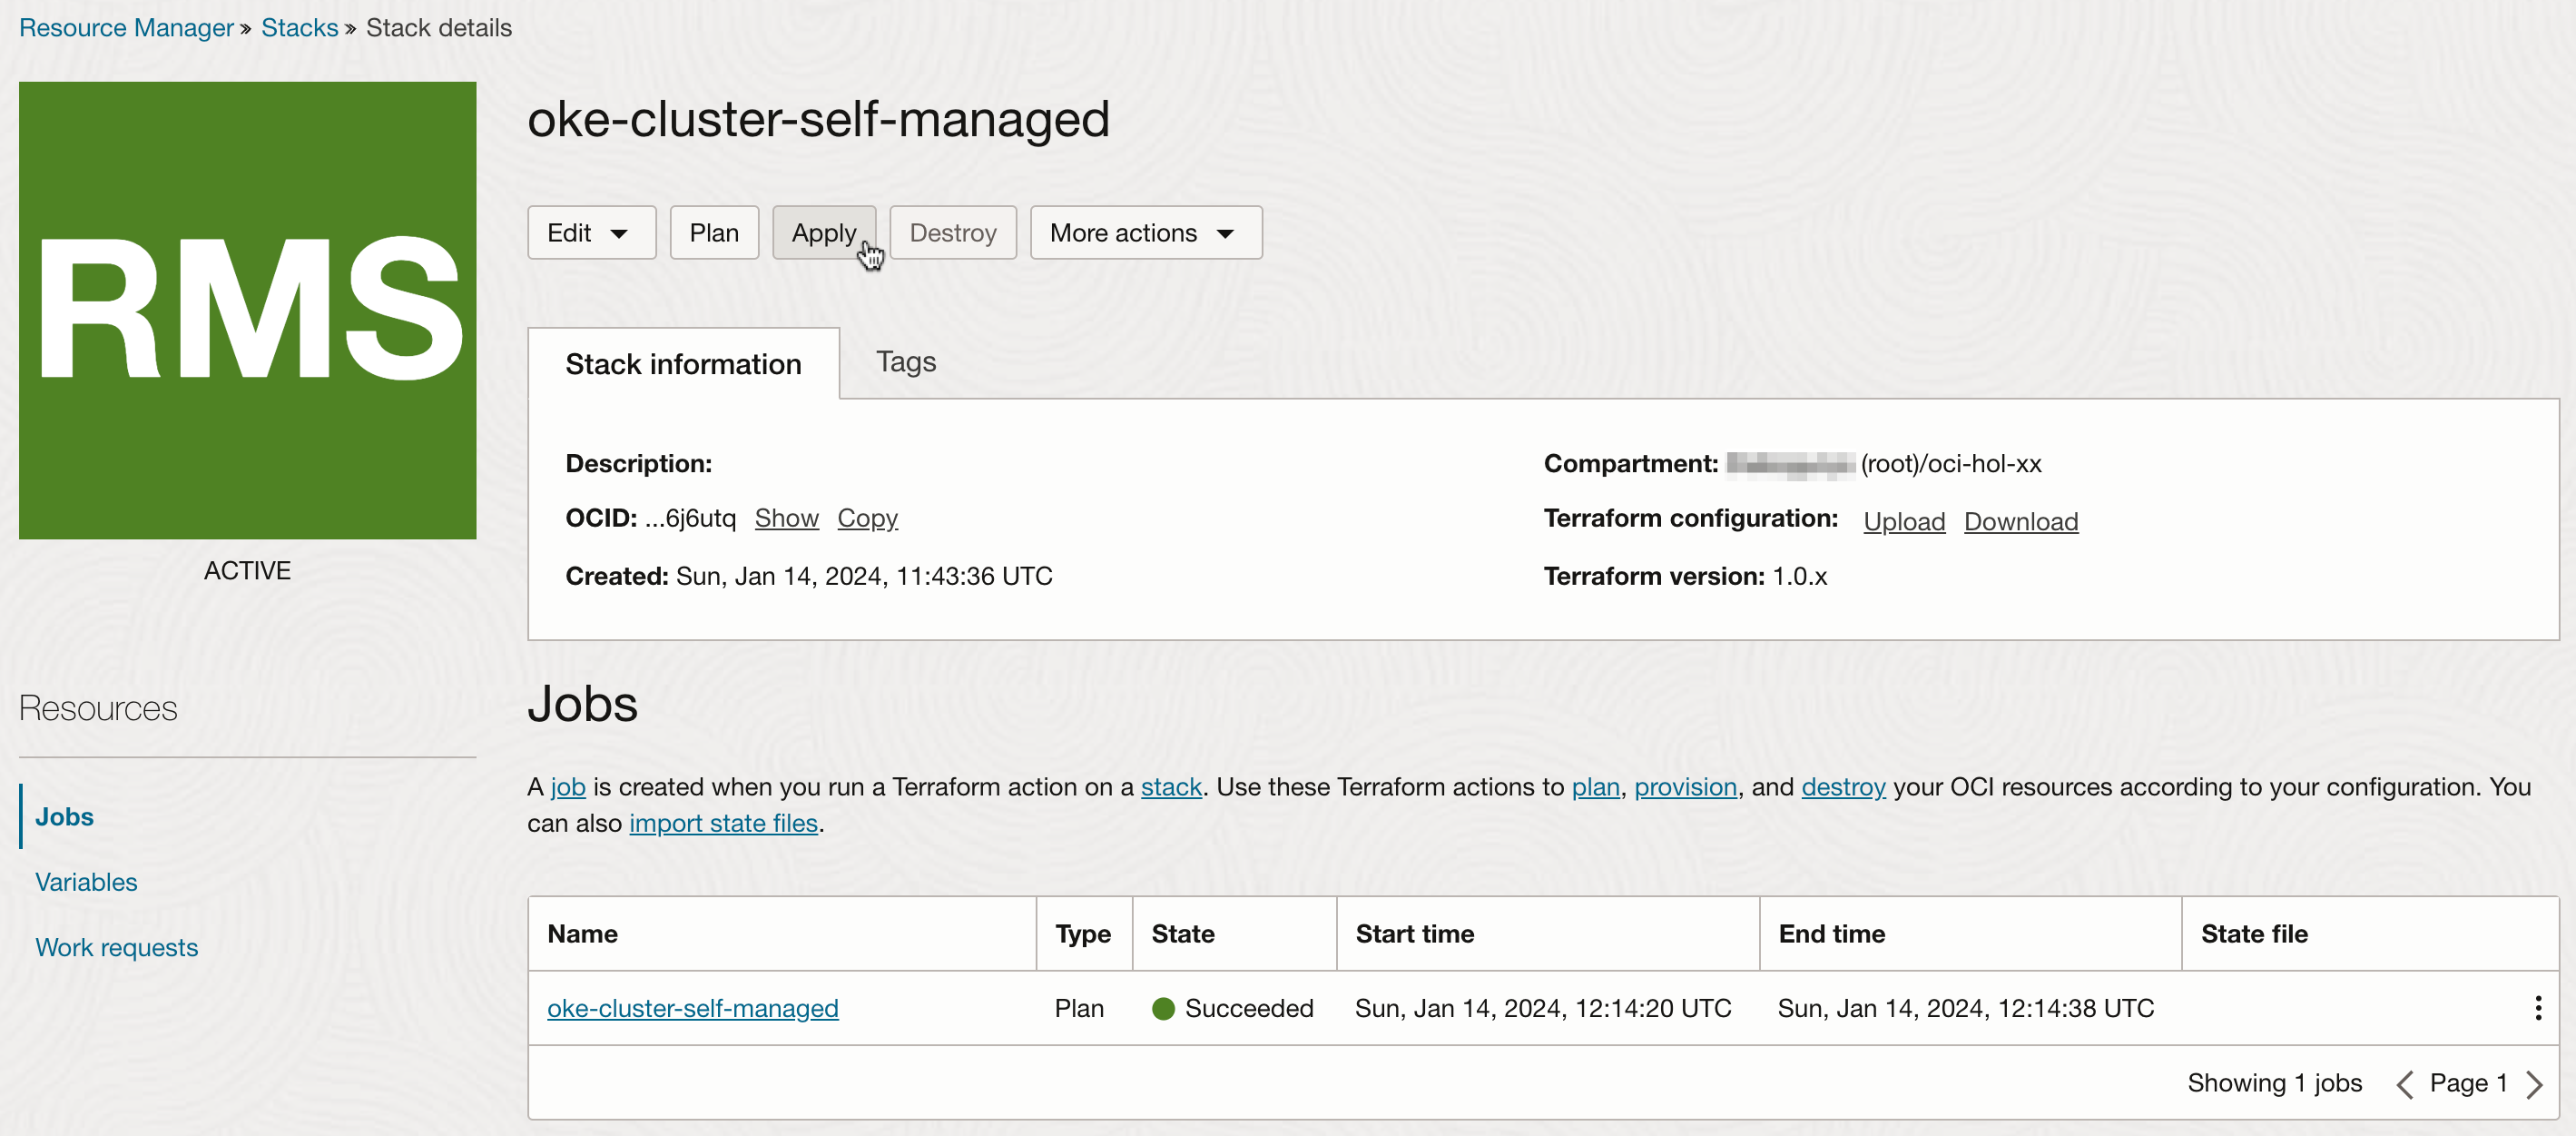 Resource Manager » Stacks » Stack details
RMS
ACTIVE
oke-cluster-self-managed
Edit Plan Apply Destroy More actions
Stack information Tags
Description:
OCID: ...6j6utq Show Copy
Created: Sun, Jan 14, 2024, 11:43:36 UTC
Compartment: (root)/oci-hol-xx
Terraform configuration: Upload Download
Terraform version: 1.0.x
Resources
Jobs
Variables
Work requests
Jobs
A job is created when you run a Terraform action on a stack. Use these Terraform actions to plan, provision, and destroy your OCI resources according to your configuration. You
can also import state files.
Name Type State Start time End time State file
oke-cluster-self-managed Plan Succeeded Sun, Jan 14, 2024, 12:14:20 UTC Sun, Jan 14, 2024, 12:14:38 UTC
Showing 1 jobs Page 1